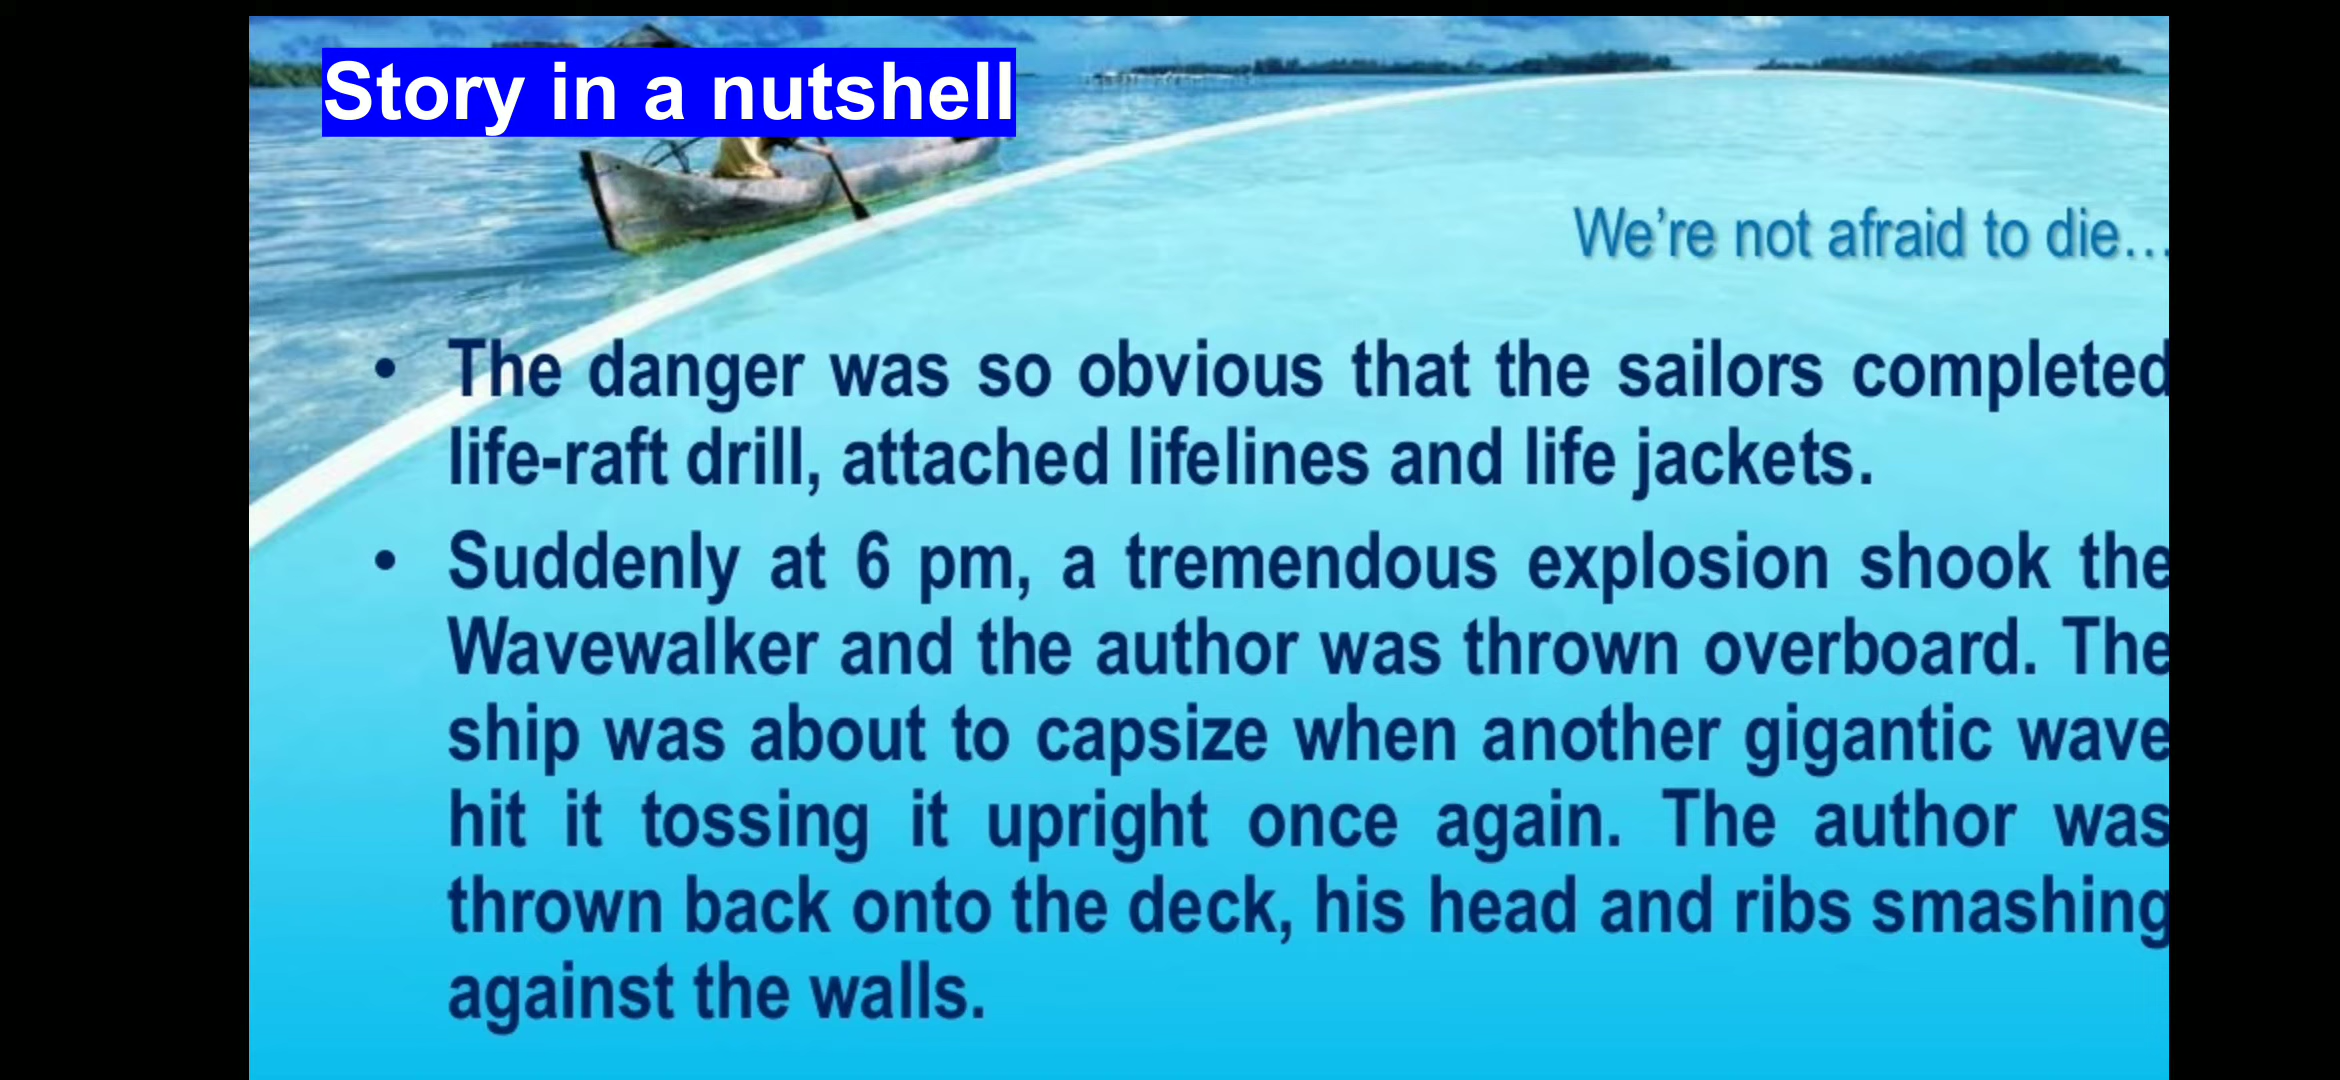 Story in a nutshell
We're not afraid to die…
• The danger was so obvious that the sailors completed
life-raft drill, attached lifelines and life jackets.
• Suddenly at 6 pm, a tremendous explosion shook the
Wavewalker and the author was thrown overboard. The
ship was about to capsize when another gigantic wave
hit it tossing it upright once again. The author was
thrown back onto the deck, his head and ribs smashing
against the walls.